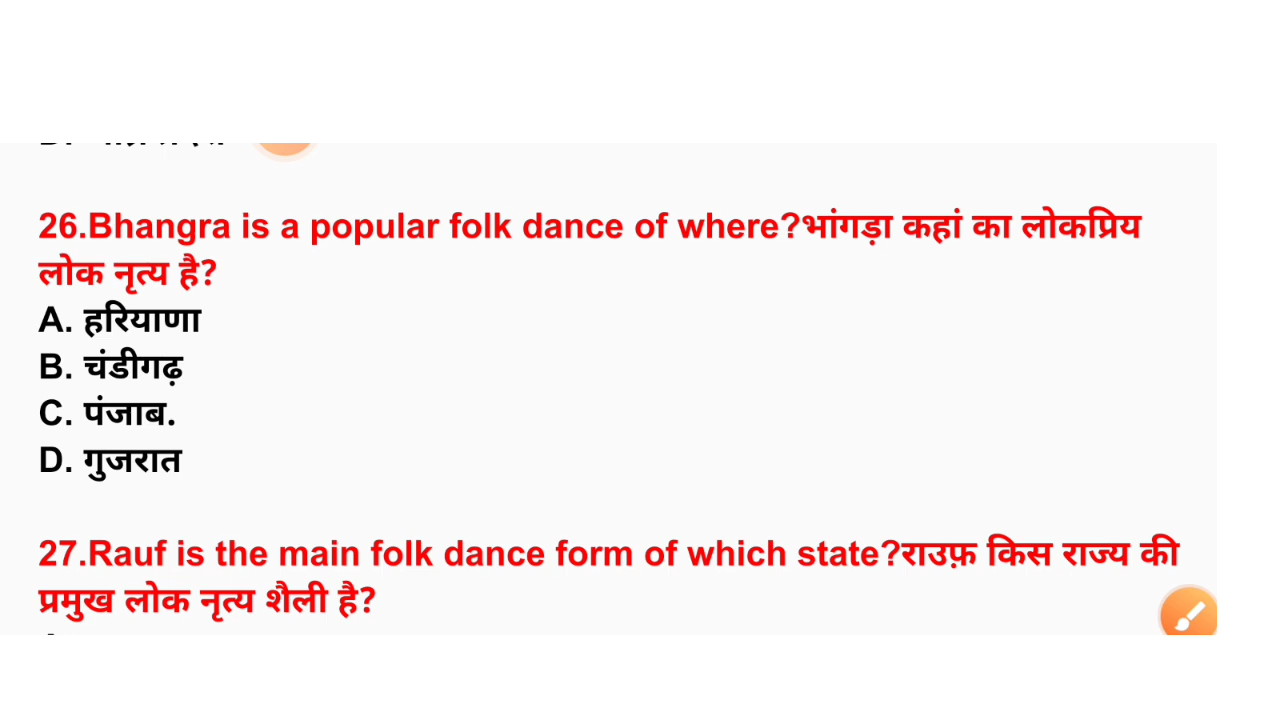 26.Bhangra is a popular folk dance of where?भांगड़ा कहां का लोकप्रिय
लोक नृत्य है?
A. हरियाणा
B. चंडीगढ़
C. पंजाब.
D. गुजरात
27.Rauf is the main folk dance form of which state?राउफ़ किस राज्य की
प्रमुख लोक नृत्य शैली है?